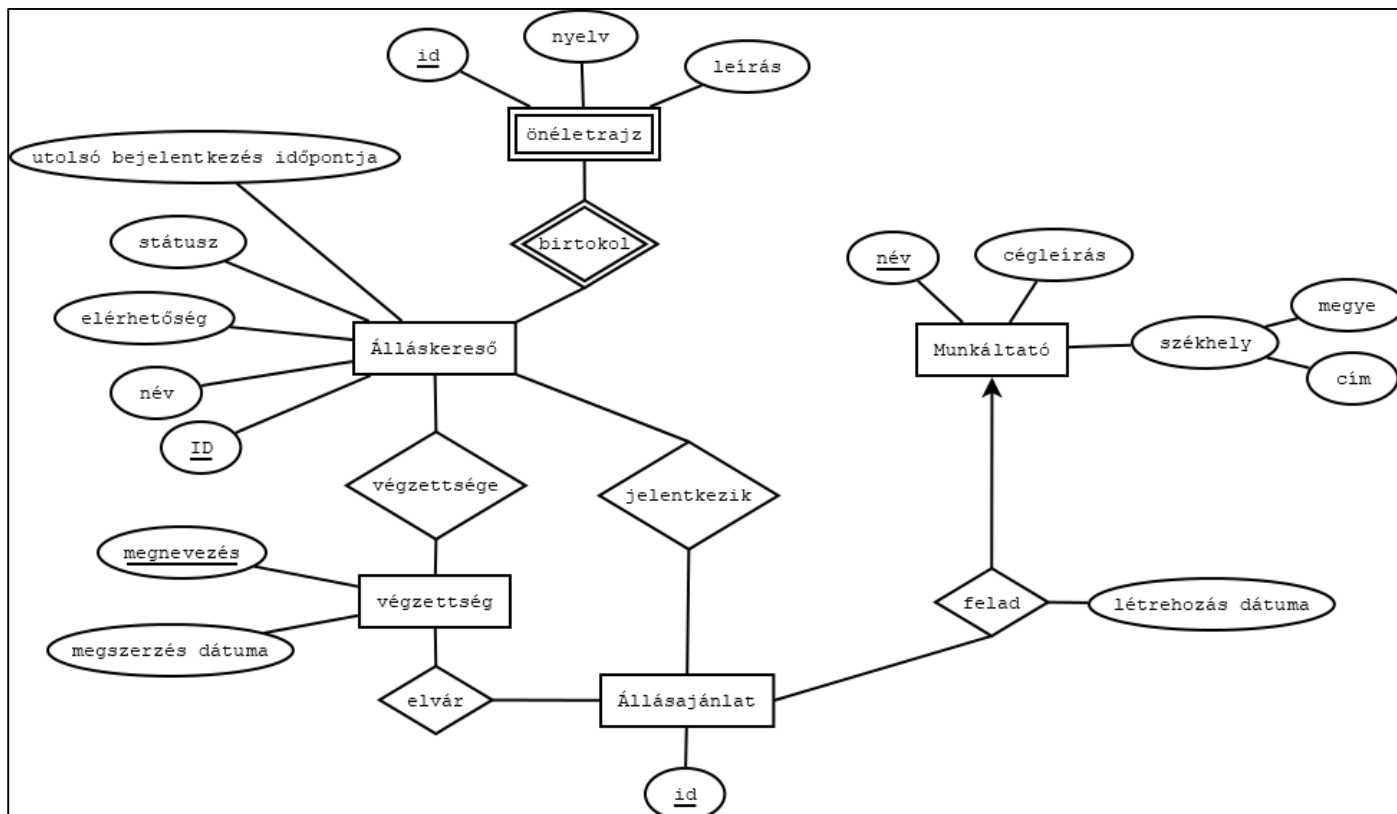 nyelv
id
leírás
önéletrajz
utolsó bejelentkezés időpontja
státusz
birtokol
név
cégleírás
elérhetőség
megye
Álláskereső
Munkáltató
székhely
név
cím
ID
végzettsége
jelentkezik
megnevezés
végzettség
felad
létrehozás dátuma
megszerzés dátuma
elvár
Állásajánlat
id